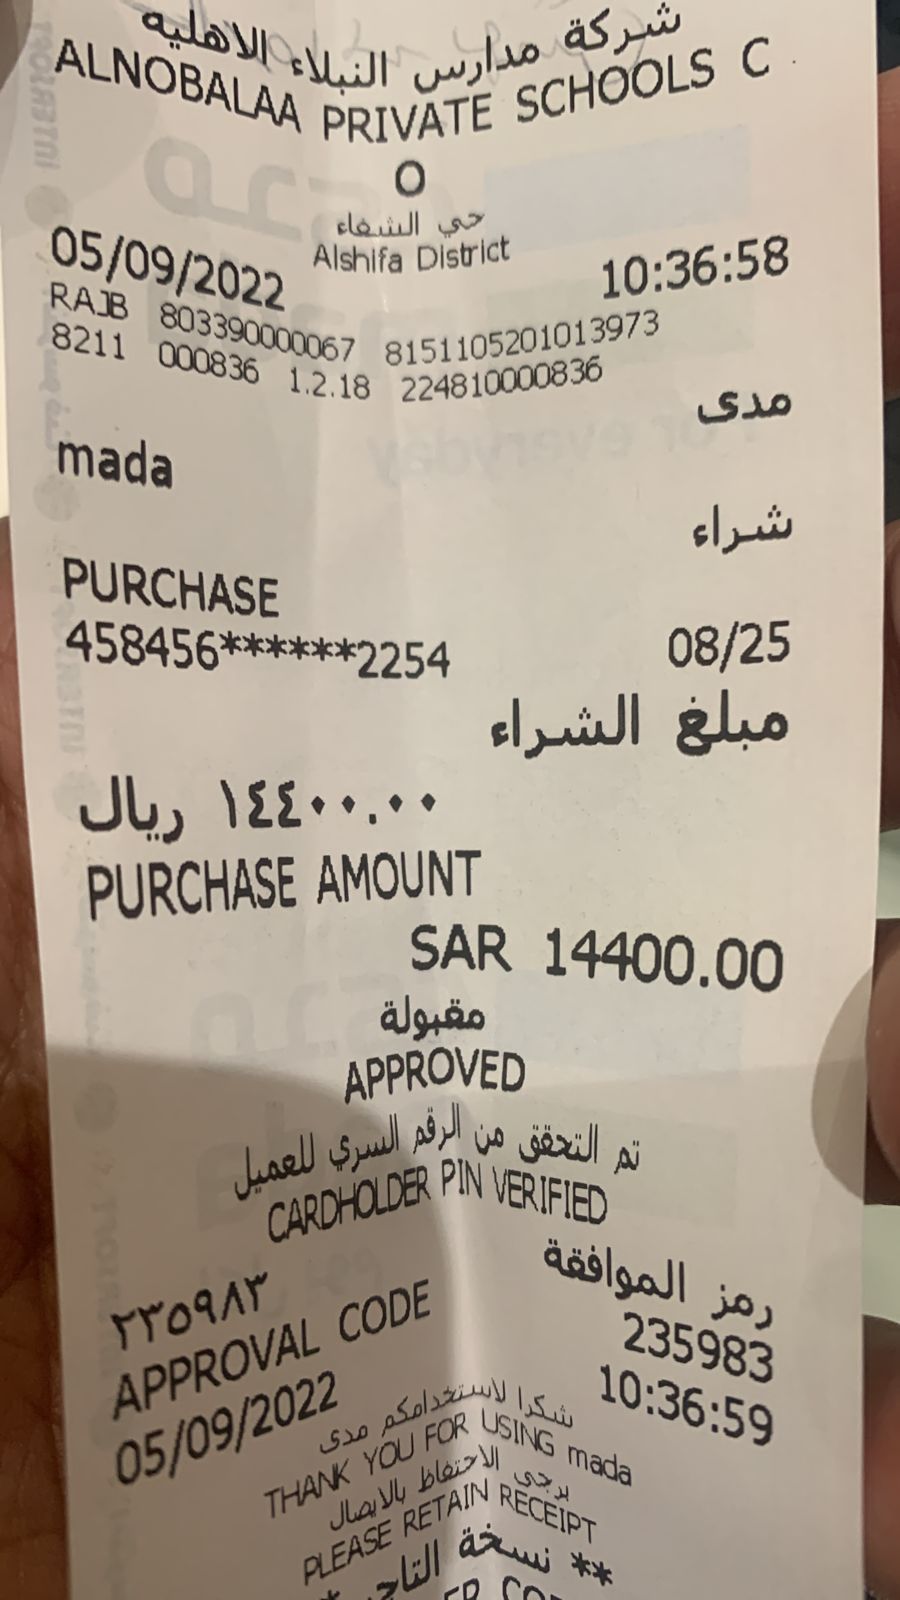 شركة مدارس النبلاء الاهلية
ALNOBALAA PRIVATE SCHOOLS C
O
حي الشفاء
Alshifa District
05/09/2022 10:36:58
RAJB 803390000067 8151105201013973
8211 000836 1.2.18 224810000836
مدى
mada
شراء
PURCHASE
458456******2254 08/25
مبلغ الشراء
١٤٤٠٠.٠٠ ريال
PURCHASE AMOUNT
SAR 14400.00
مقبولة
APPROVED
تم التحقق من الرقم السري للعميل
CARDHOLDER PIN VERIFIED
رمز الموافقة
٢٣٥٩٨٣
235983
APPROVAL CODE
05/09/2022 10:36:59
شكرا لاستخدامكم مدى
THANK YOU FOR USING mada
يرجى الاحتفاظ بالايصال
PLEASE RETAIN RECEIPT
** نسخة التاجر *